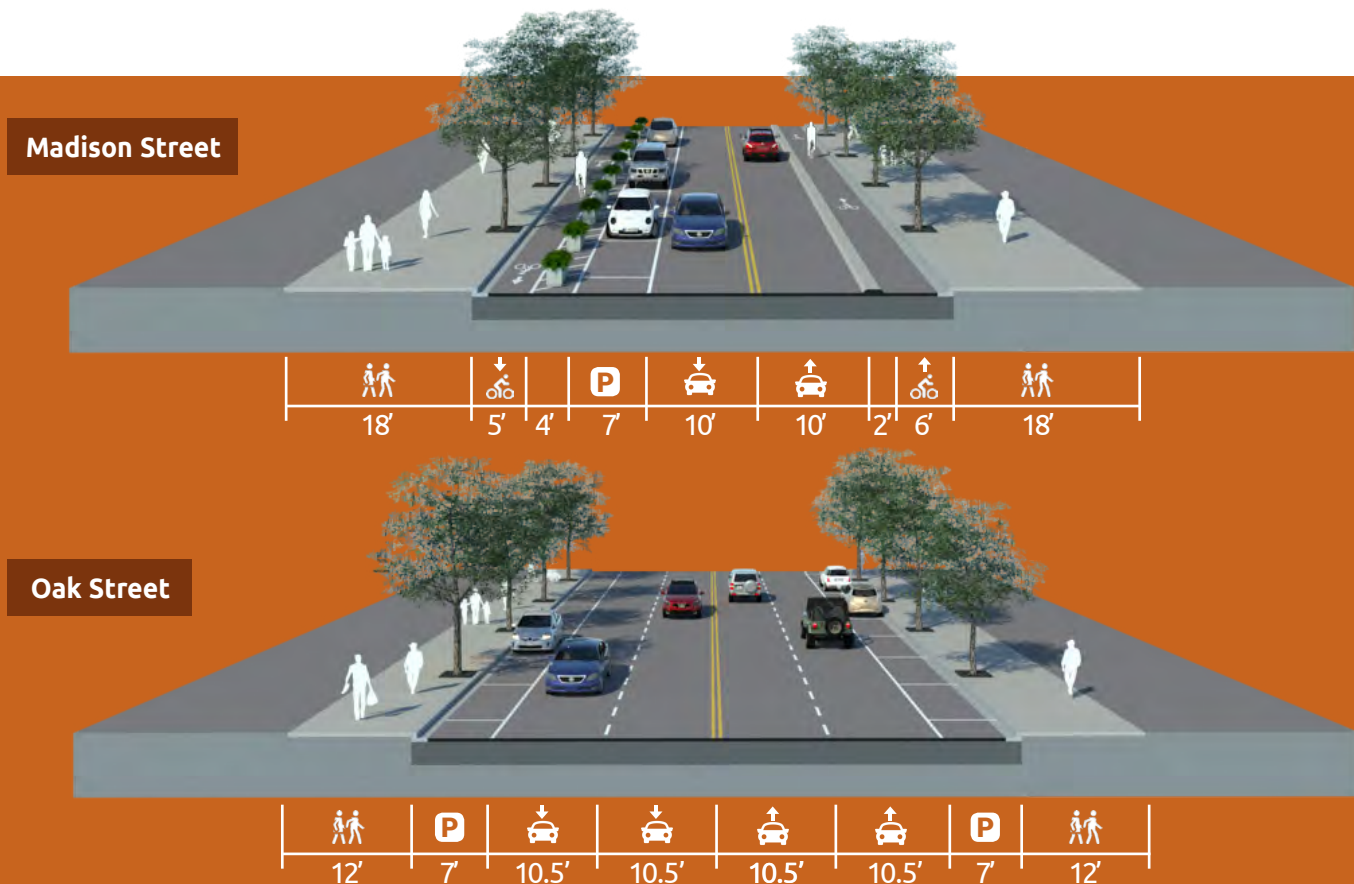 Madison Street
P
18’ 5’ 4’ 7’ 10’ 10’ 2’ 6’ 18’
Oak Street
P P
12’ 7’ 10.5’ 10.5’ 10.5’ 10.5’ 7’ 12’